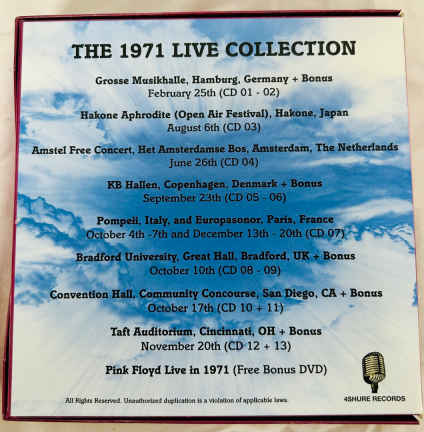 THE 1971 LIVE COLLECTION
Grosse Musikhalle, Hamburg, Germany + Bonus
February 25th (CD 01 - 02)
Hakone Aphrodite (Open Air Festival), Hakone, Japan
August 6th (CD 03)
Amstel Free Concert, Het Amsterdamse Bos, Amsterdam, The Netherlands
June 26th (CD 04)
KB Hallen, Copenhagen, Denmark + Bonus
September 23th (CD 05 - 06)
Pompeii, Italy, and Europasonor, Paris, France
October 4th -7th and December 13th - 20th (CD 07)
Bradford University, Great Hall, Bradford, UK + Bonus
October 10th (CD 08 - 09)
Convention Hall, Community Concourse, San Diego, CA + Bonus
October 17th (CD 10 + 11)
Taft Auditorium, Cincinnati, OH + Bonus
November 20th (CD 12 + 13)
Pink Floyd Live in 1971 (Free Bonus DVD)
All Rights Reserved. Unauthorized duplication is a violation of applicable laws.
4SHURE RECORDS